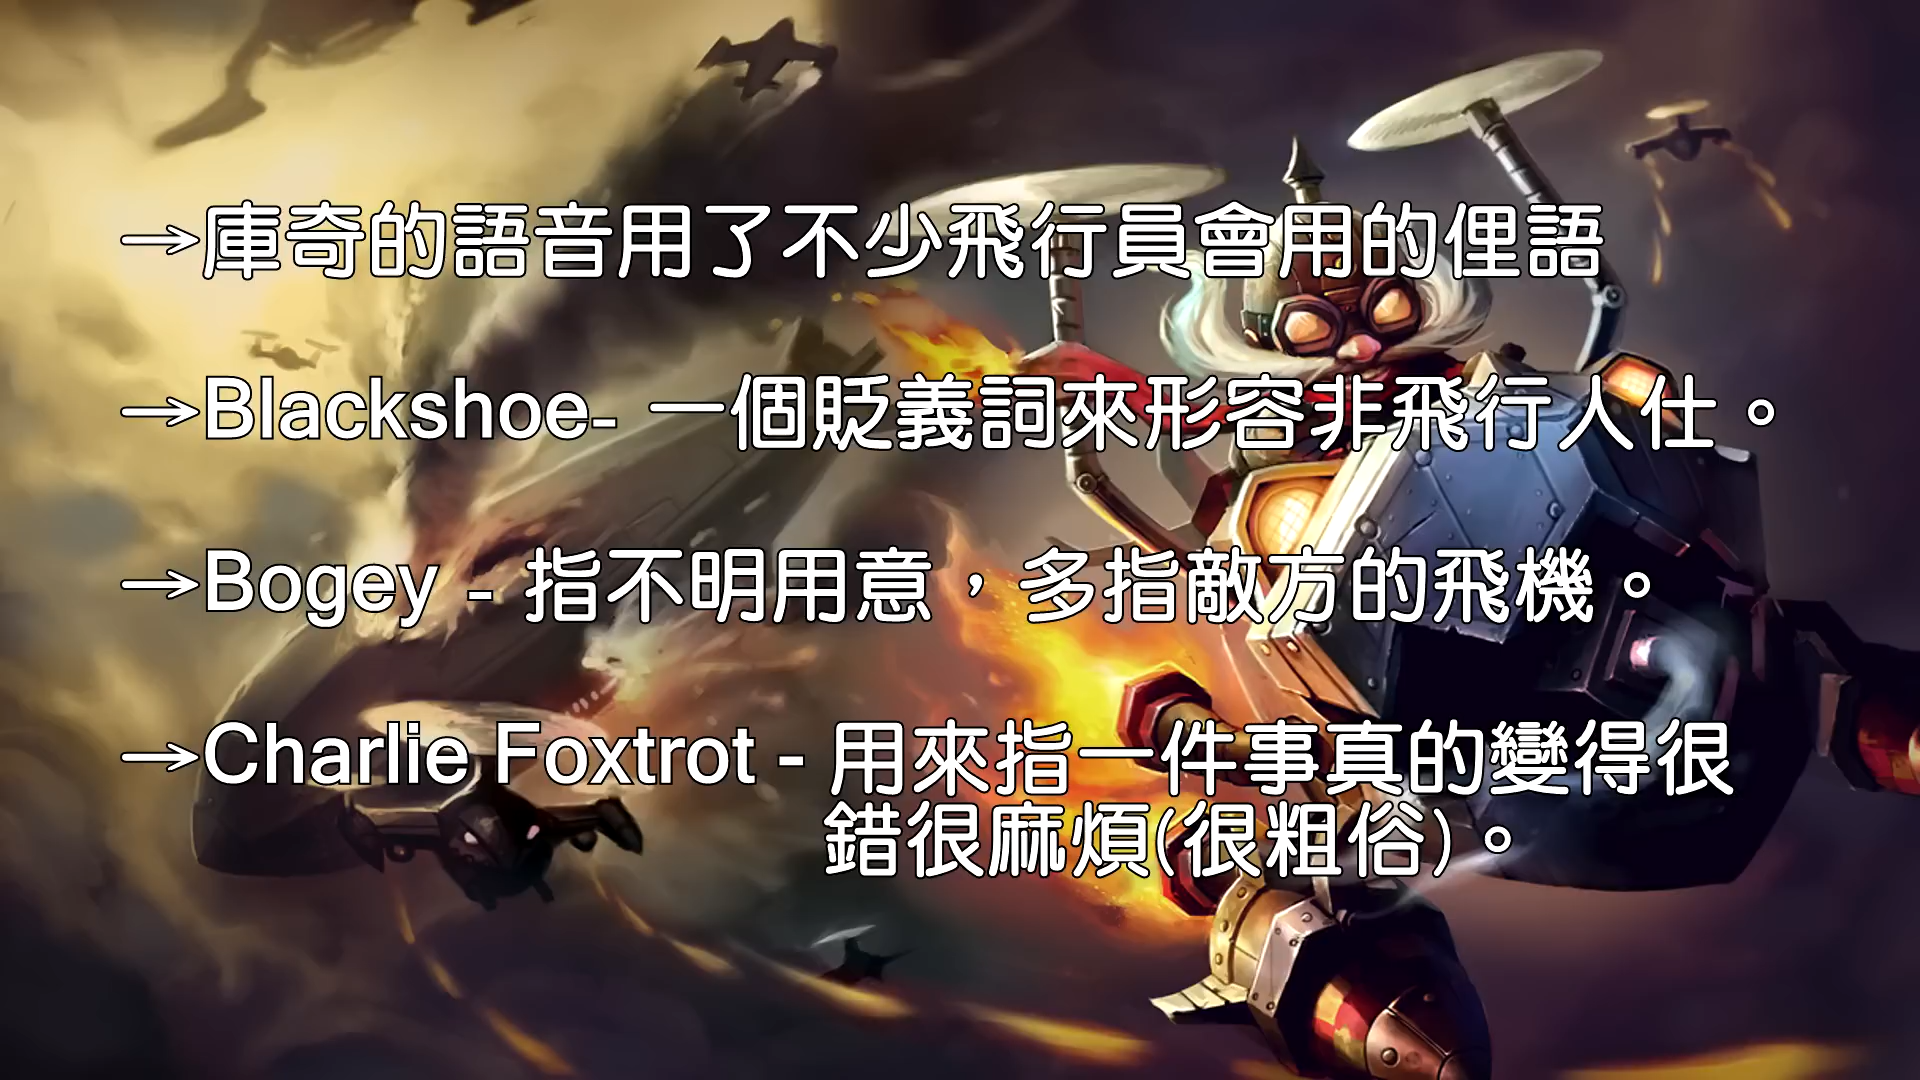 →庫奇的語音用了不少飛行員會用的俚語
→Blackshoe- 一個貶義詞來形容非飛行人仕。
→Bogey - 指不明用意，多指敵方的飛機。
→Charlie Foxtrot - 用來指一件事真的變得很
錯很麻煩(很粗俗)。